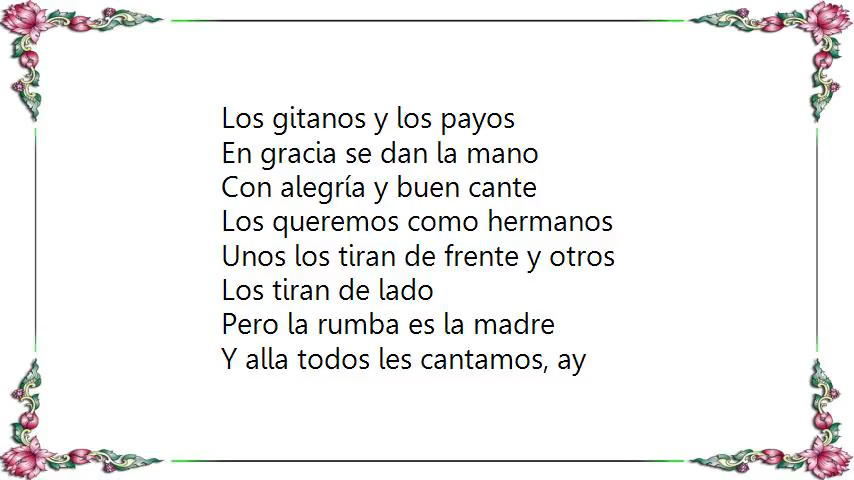 Los gitanos y los payos
En gracia se dan la mano
Con alegría y buen cante
Los queremos como hermanos
Unos los tiran de frente y otros
Los tiran de lado
Pero la rumba es la madre
Y alla todos les cantamos, ay